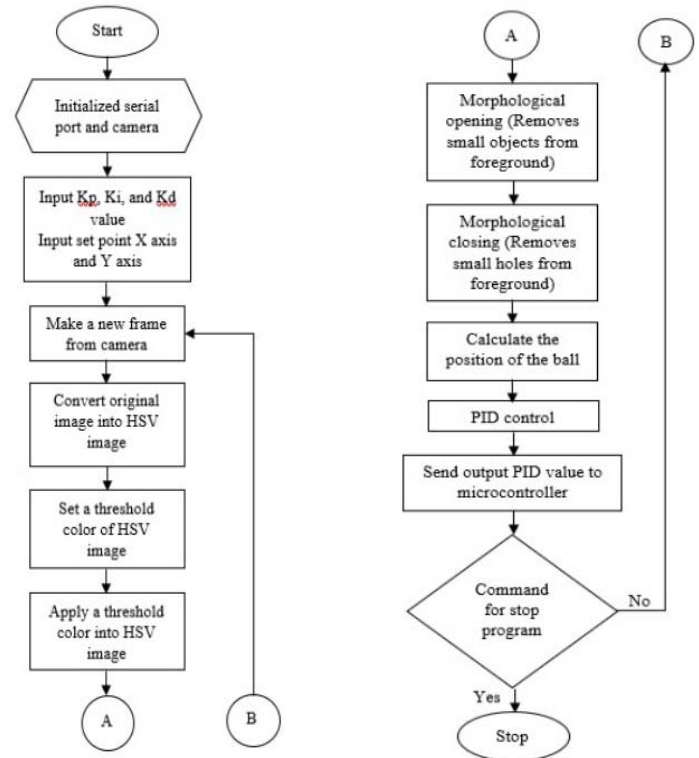 Start
Initialized serial
port and camera
Input Kp, Ki, and Kd
value
Input set point X axis
and Y axis
Make a new frame
from camera
Convert original
image into HSV
image
Set a threshold
color of HSV
image
Apply a threshold
color into HSV
image
A
B
A
B
Morphological
opening (Removes
small objects from
foreground)
Morphological
closing (Removes
small holes from
foreground)
Calculate the
position of the ball
PID control
Send output PID value to
microcontroller
Command
for stop
program
No
Yes
Stop